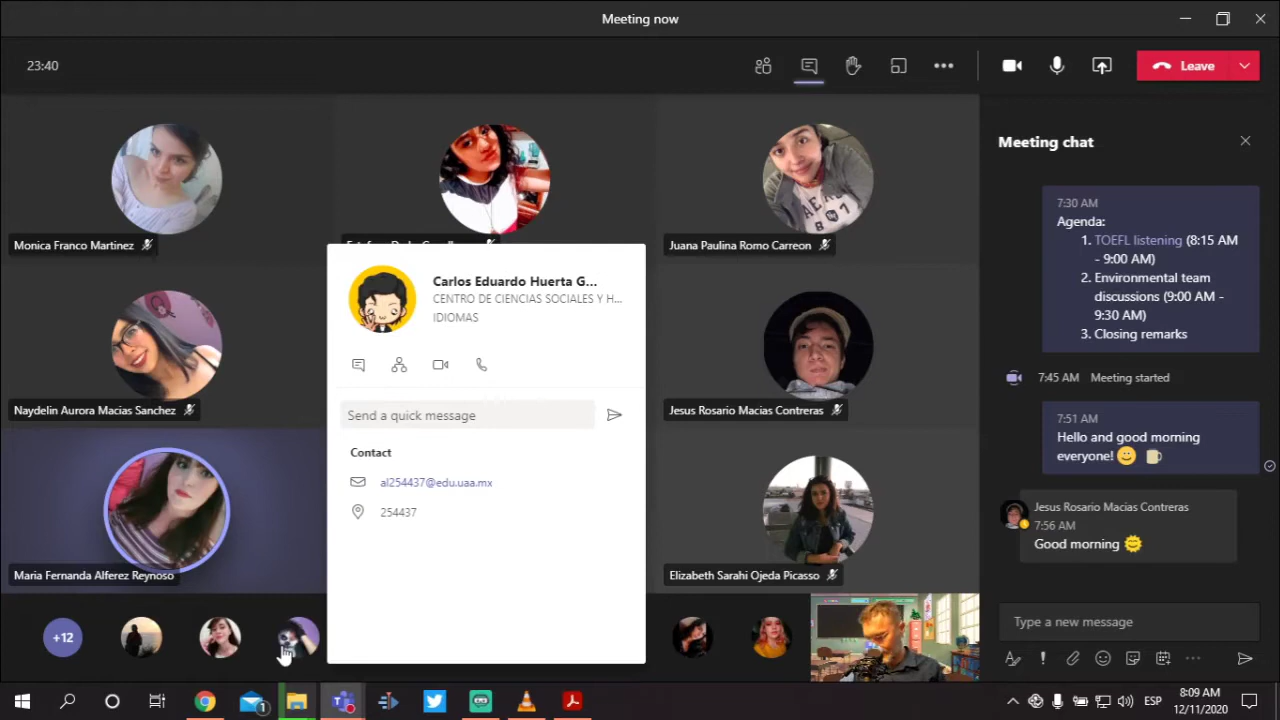 Meeting now
23:40
Leave
Monica Franco Martinez
Juana Paulina Romo Carreon
Naydelin Aurora Macias Sanchez
Jesus Rosario Macias Contreras
Maria Fernanda Alferez Reynoso
Elizabeth Sarahi Ojeda Picasso
+12
Carlos Eduardo Huerta G...
CENTRO DE CIENCIAS SOCIALES Y H...
IDIOMAS
Send a quick message
Contact
al254437@edu.uaa.mx
254437
Meeting chat
7:30 AM
Agenda:
1. TOEFL listening (8:15 AM
- 9:00 AM)
2. Environmental team
discussions (9:00 AM -
9:30 AM)
3. Closing remarks
7:45 AM Meeting started
7:51 AM
Hello and good morning
everyone! 😊 ☕
Jesus Rosario Macias Contreras
7:56 AM
Good morning 🌞
Type a new message
1
ESP
8:09 AM
12/11/2020